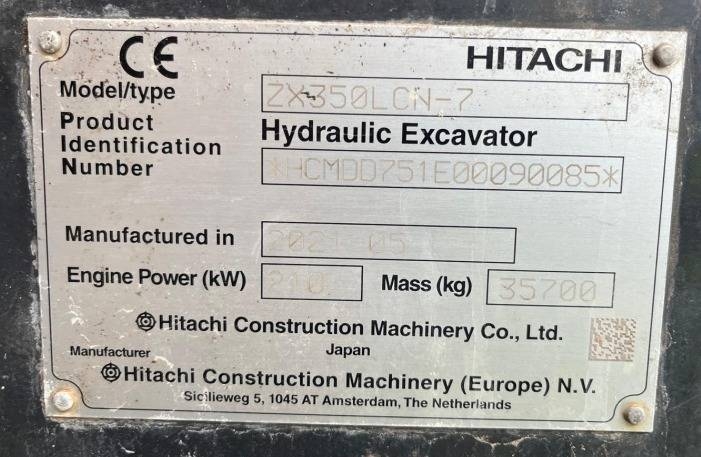 CE HITACHI
Model/type ZX350LCN-7
Product Hydraulic Excavator
Identification
Number *HCMDD751E00090085*
Manufactured in 2021-05
Engine Power (kW) 210 Mass (kg) 35700
Hitachi Construction Machinery Co., Ltd.
Japan
Manufacturer
Hitachi Construction Machinery (Europe) N.V.
Sicilieweg 5, 1045 AT Amsterdam, The Netherlands